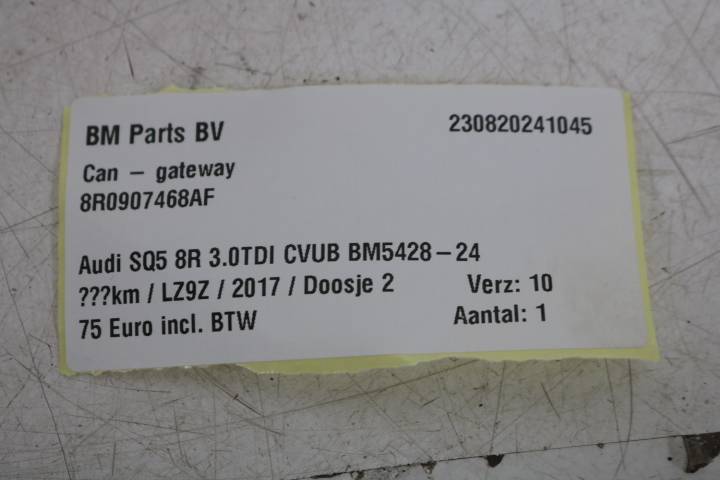 BM Parts BV 230820241045
Can - gateway
8R0907468AF
Audi SQ5 8R 3.0TDI CVUB BM5428-24
???km / LZ9Z / 2017 / Doosje 2 Verz: 10
75 Euro incl. BTW Aantal: 1